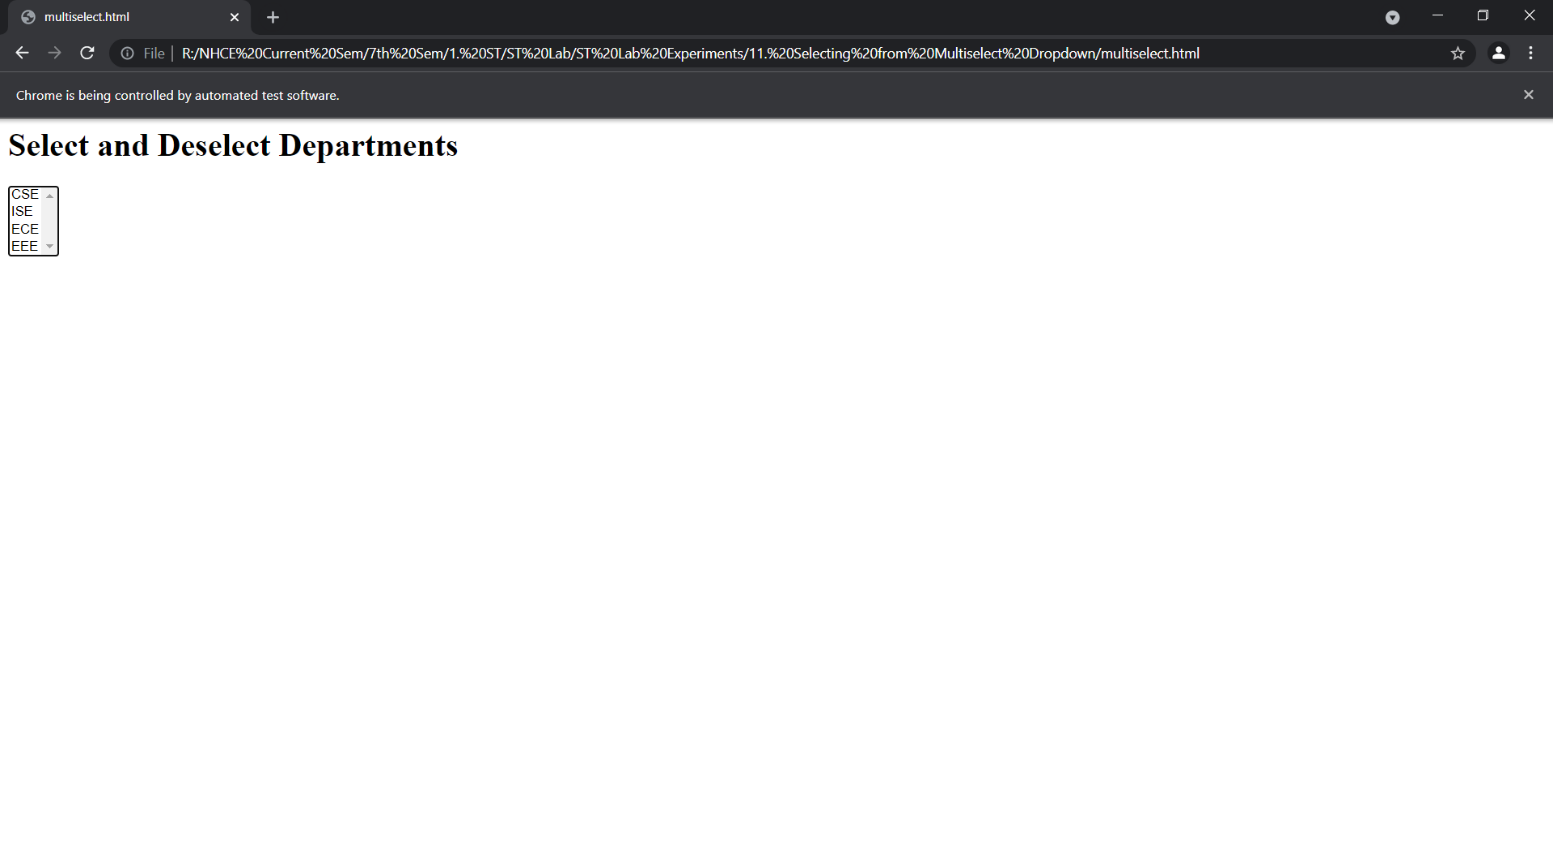 multiselect.html
File | R:/NHCE%20Current%20Sem/7th%20Sem/1.%20ST/ST%20Lab/ST%20Lab%20Experiments/11.%20Selecting%20from%20Multiselect%20Dropdown/multiselect.html
Chrome is being controlled by automated test software.
Select and Deselect Departments
CSE
ISE
ECE
EEE